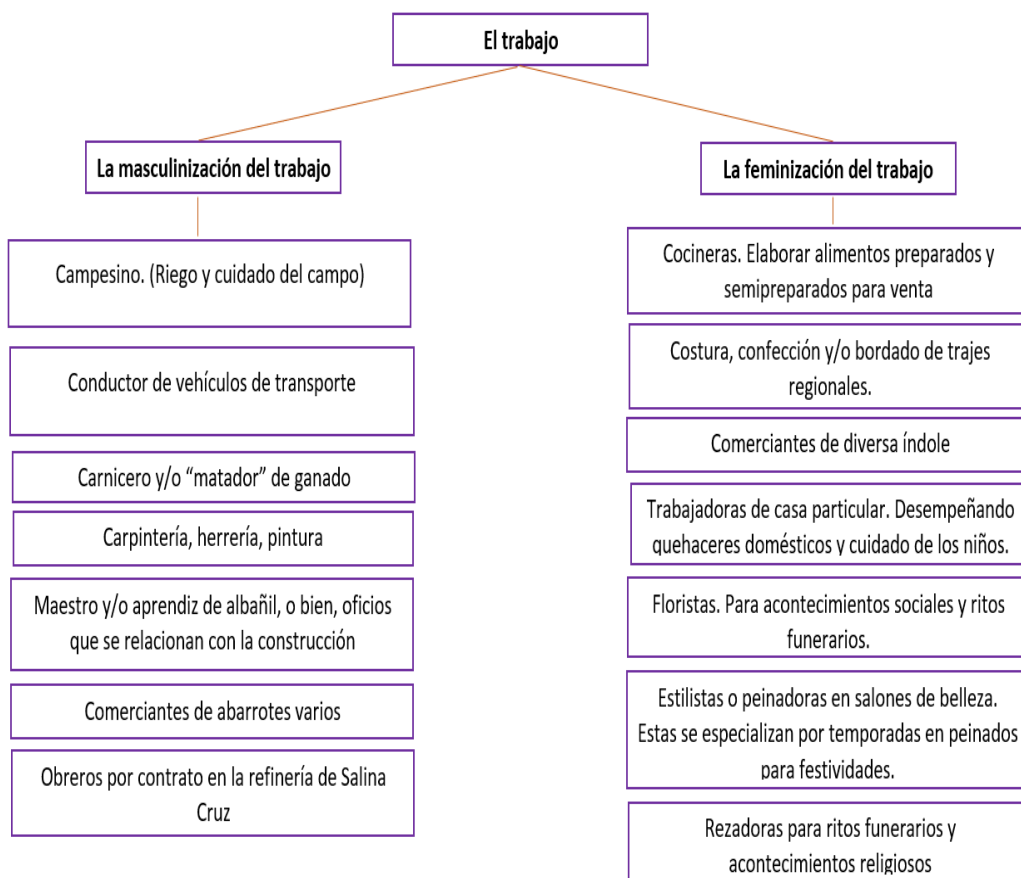 El trabajo
La masculinización del trabajo
Campesino. (Riego y cuidado del campo)
Conductor de vehículos de transporte
Carnicero y/o “matador” de ganado
Carpintería, herrería, pintura
Maestro y/o aprendiz de albañil, o bien, oficios
que se relacionan con la construcción
Comerciantes de abarrotes varios
Obreros por contrato en la refinería de Salina
Cruz
La feminización del trabajo
Cocineras. Elaborar alimentos preparados y
semipreparados para venta
Costura, confección y/o bordado de trajes
regionales.
Comerciantes de diversa índole
Trabajadoras de casa particular. Desempeñando
quehaceres domésticos y cuidado de los niños.
Floristas. Para acontecimientos sociales y ritos
funerarios.
Estilistas o peinadoras en salones de belleza.
Estas se especializan por temporadas en peinados
para festividades.
Rezadoras para ritos funerarios y
acontecimientos religiosos